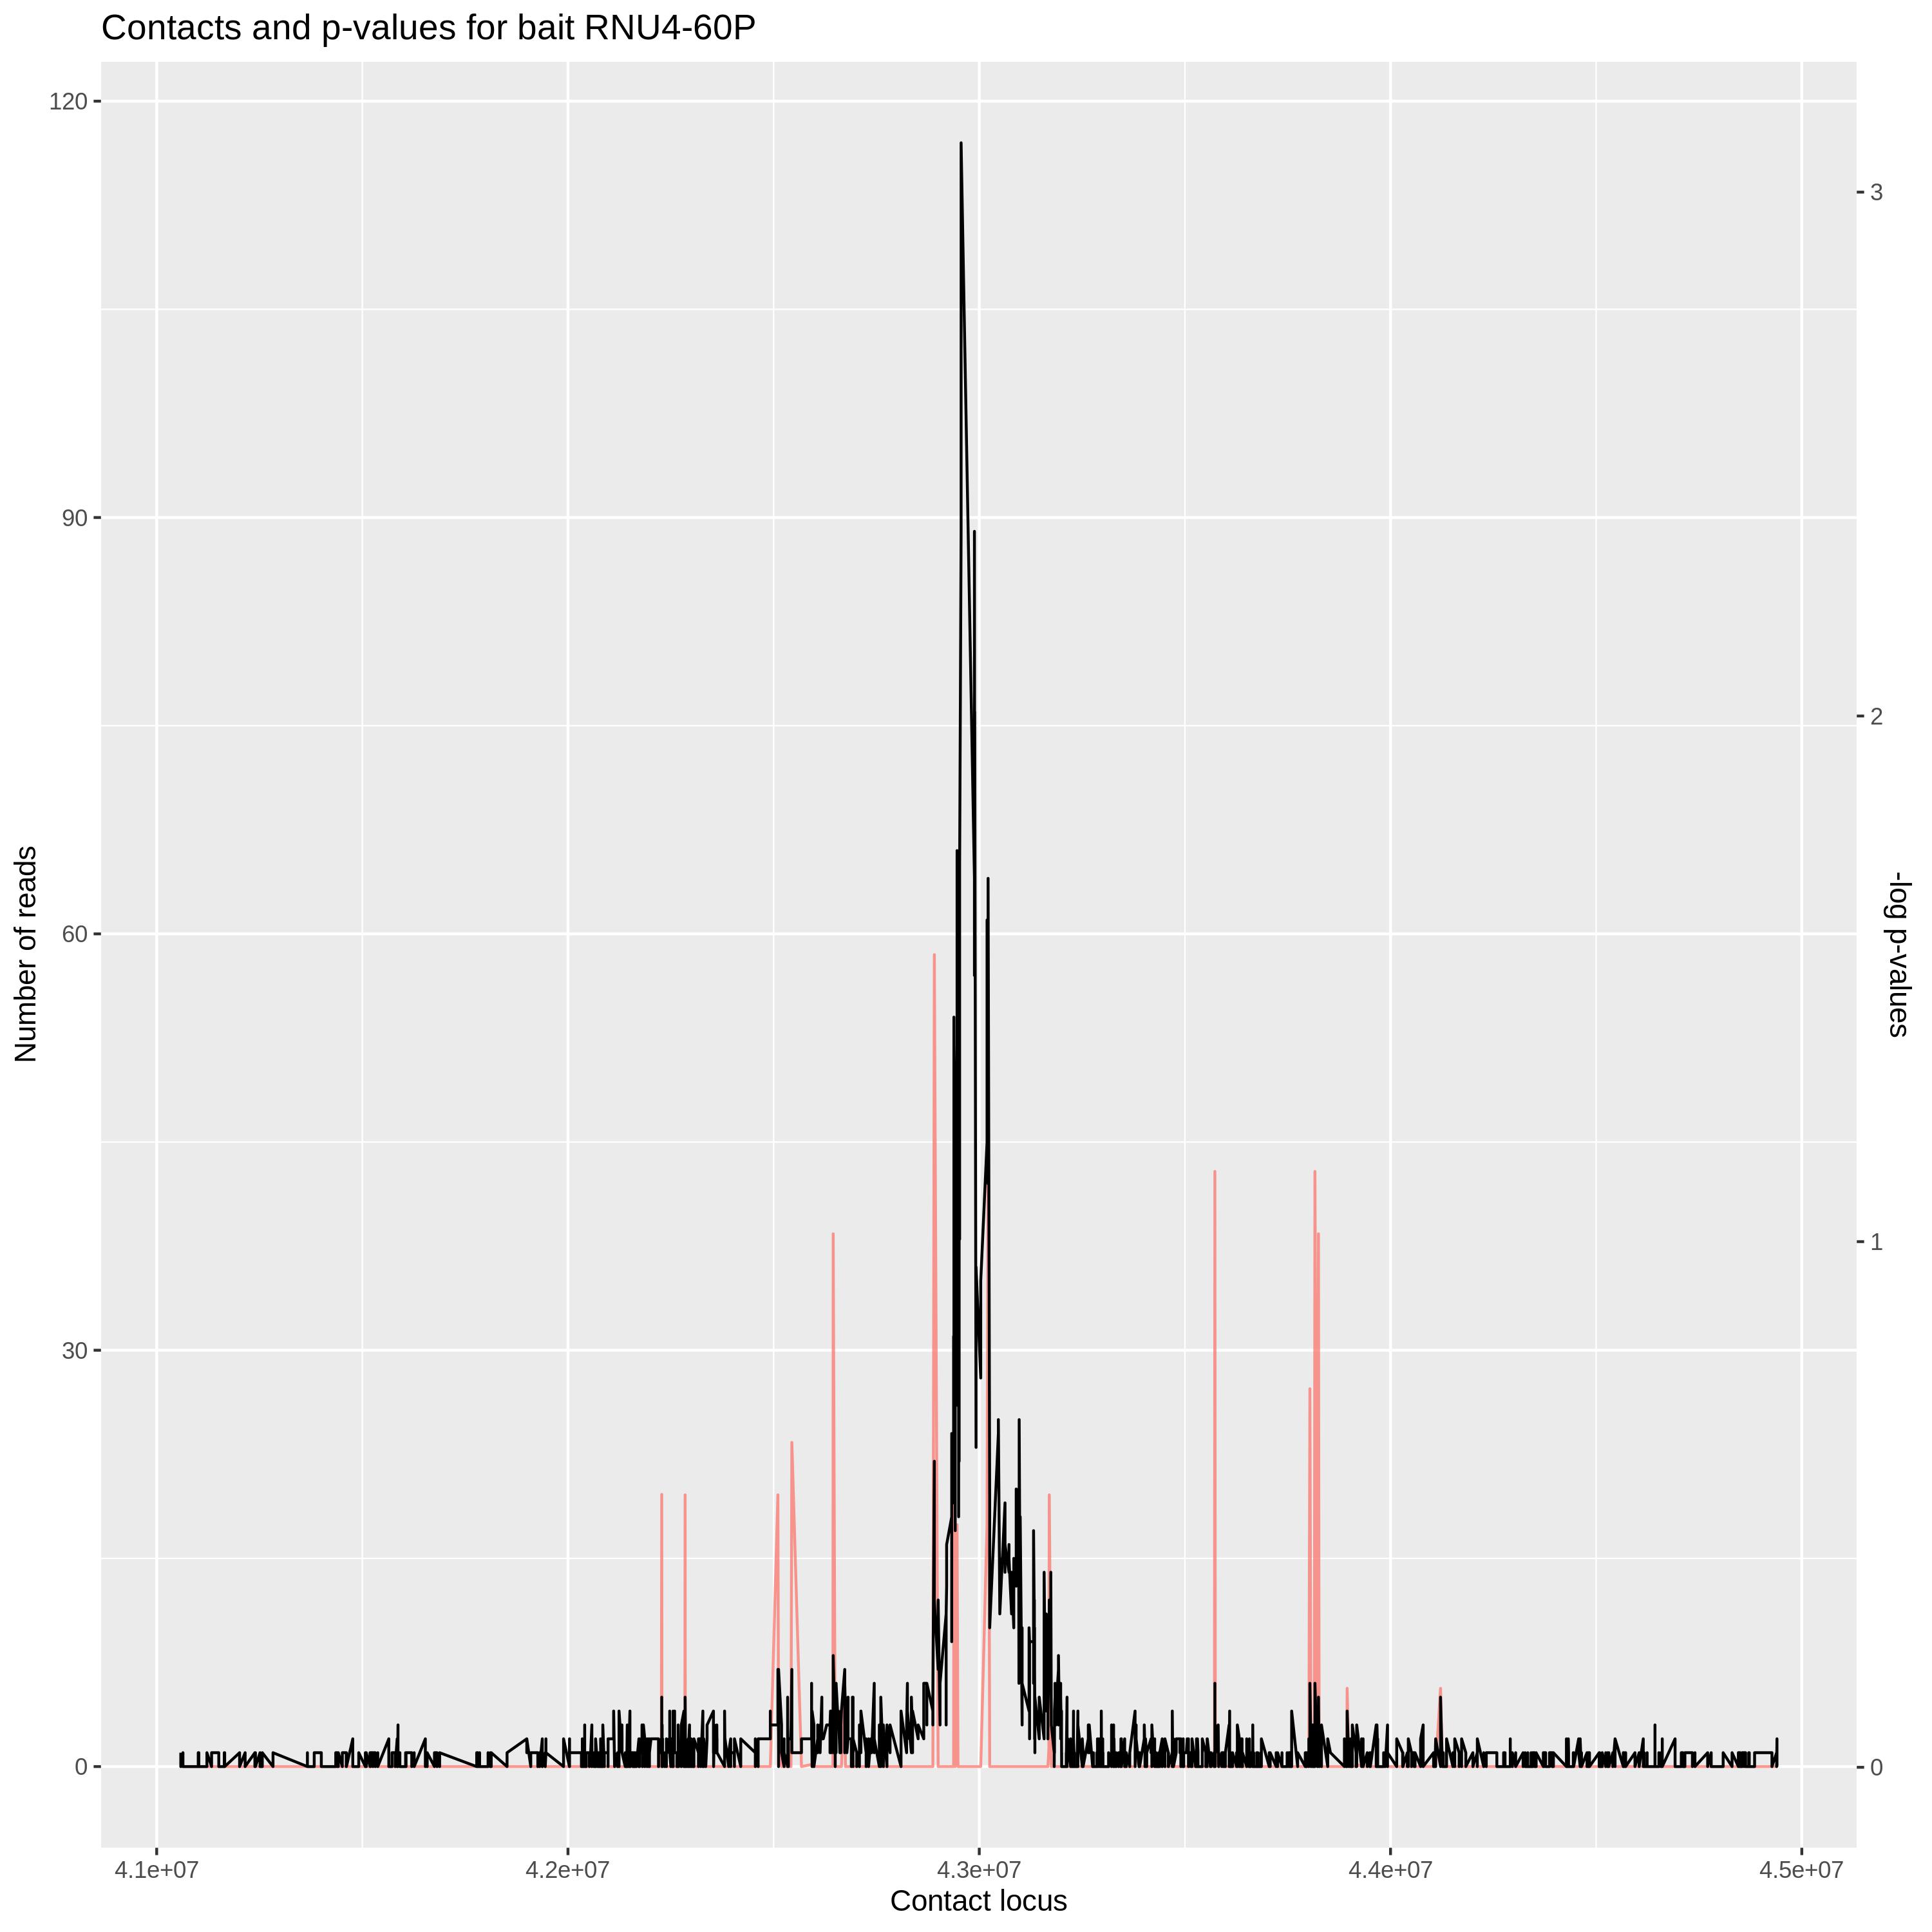 Contacts and p-values for bait RNU4-60P
120
90
60
30
0
Number of reads
3
2
1
0
-log p-values
4.1e+07
4.2e+07
4.3e+07
4.4e+07
4.5e+07
Contact locus